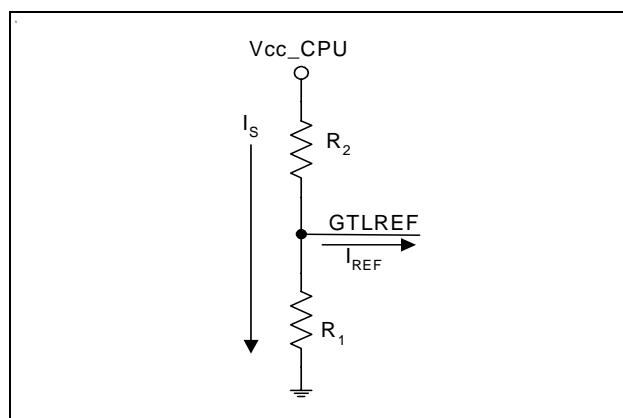 Vcc_CPU
I_S
R_2
GTLREF
I_REF
R_1